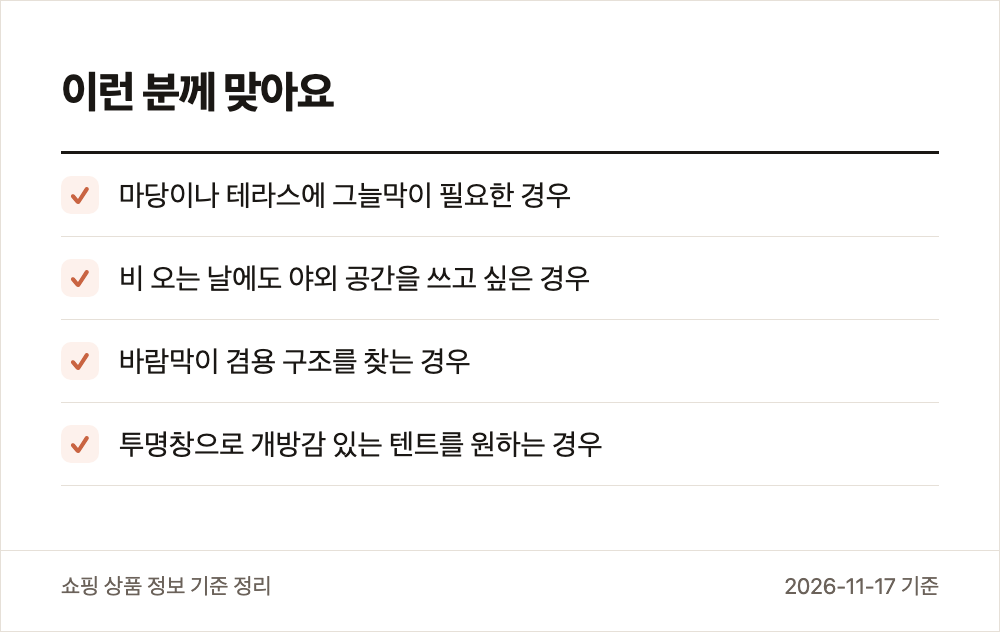 이런 분께 맞아요
마당이나 테라스에 그늘막이 필요한 경우
비 오는 날에도 야외 공간을 쓰고 싶은 경우
바람막이 겸용 구조를 찾는 경우
투명창으로 개방감 있는 텐트를 원하는 경우
쇼핑 상품 정보 기준 정리
2026-11-17 기준